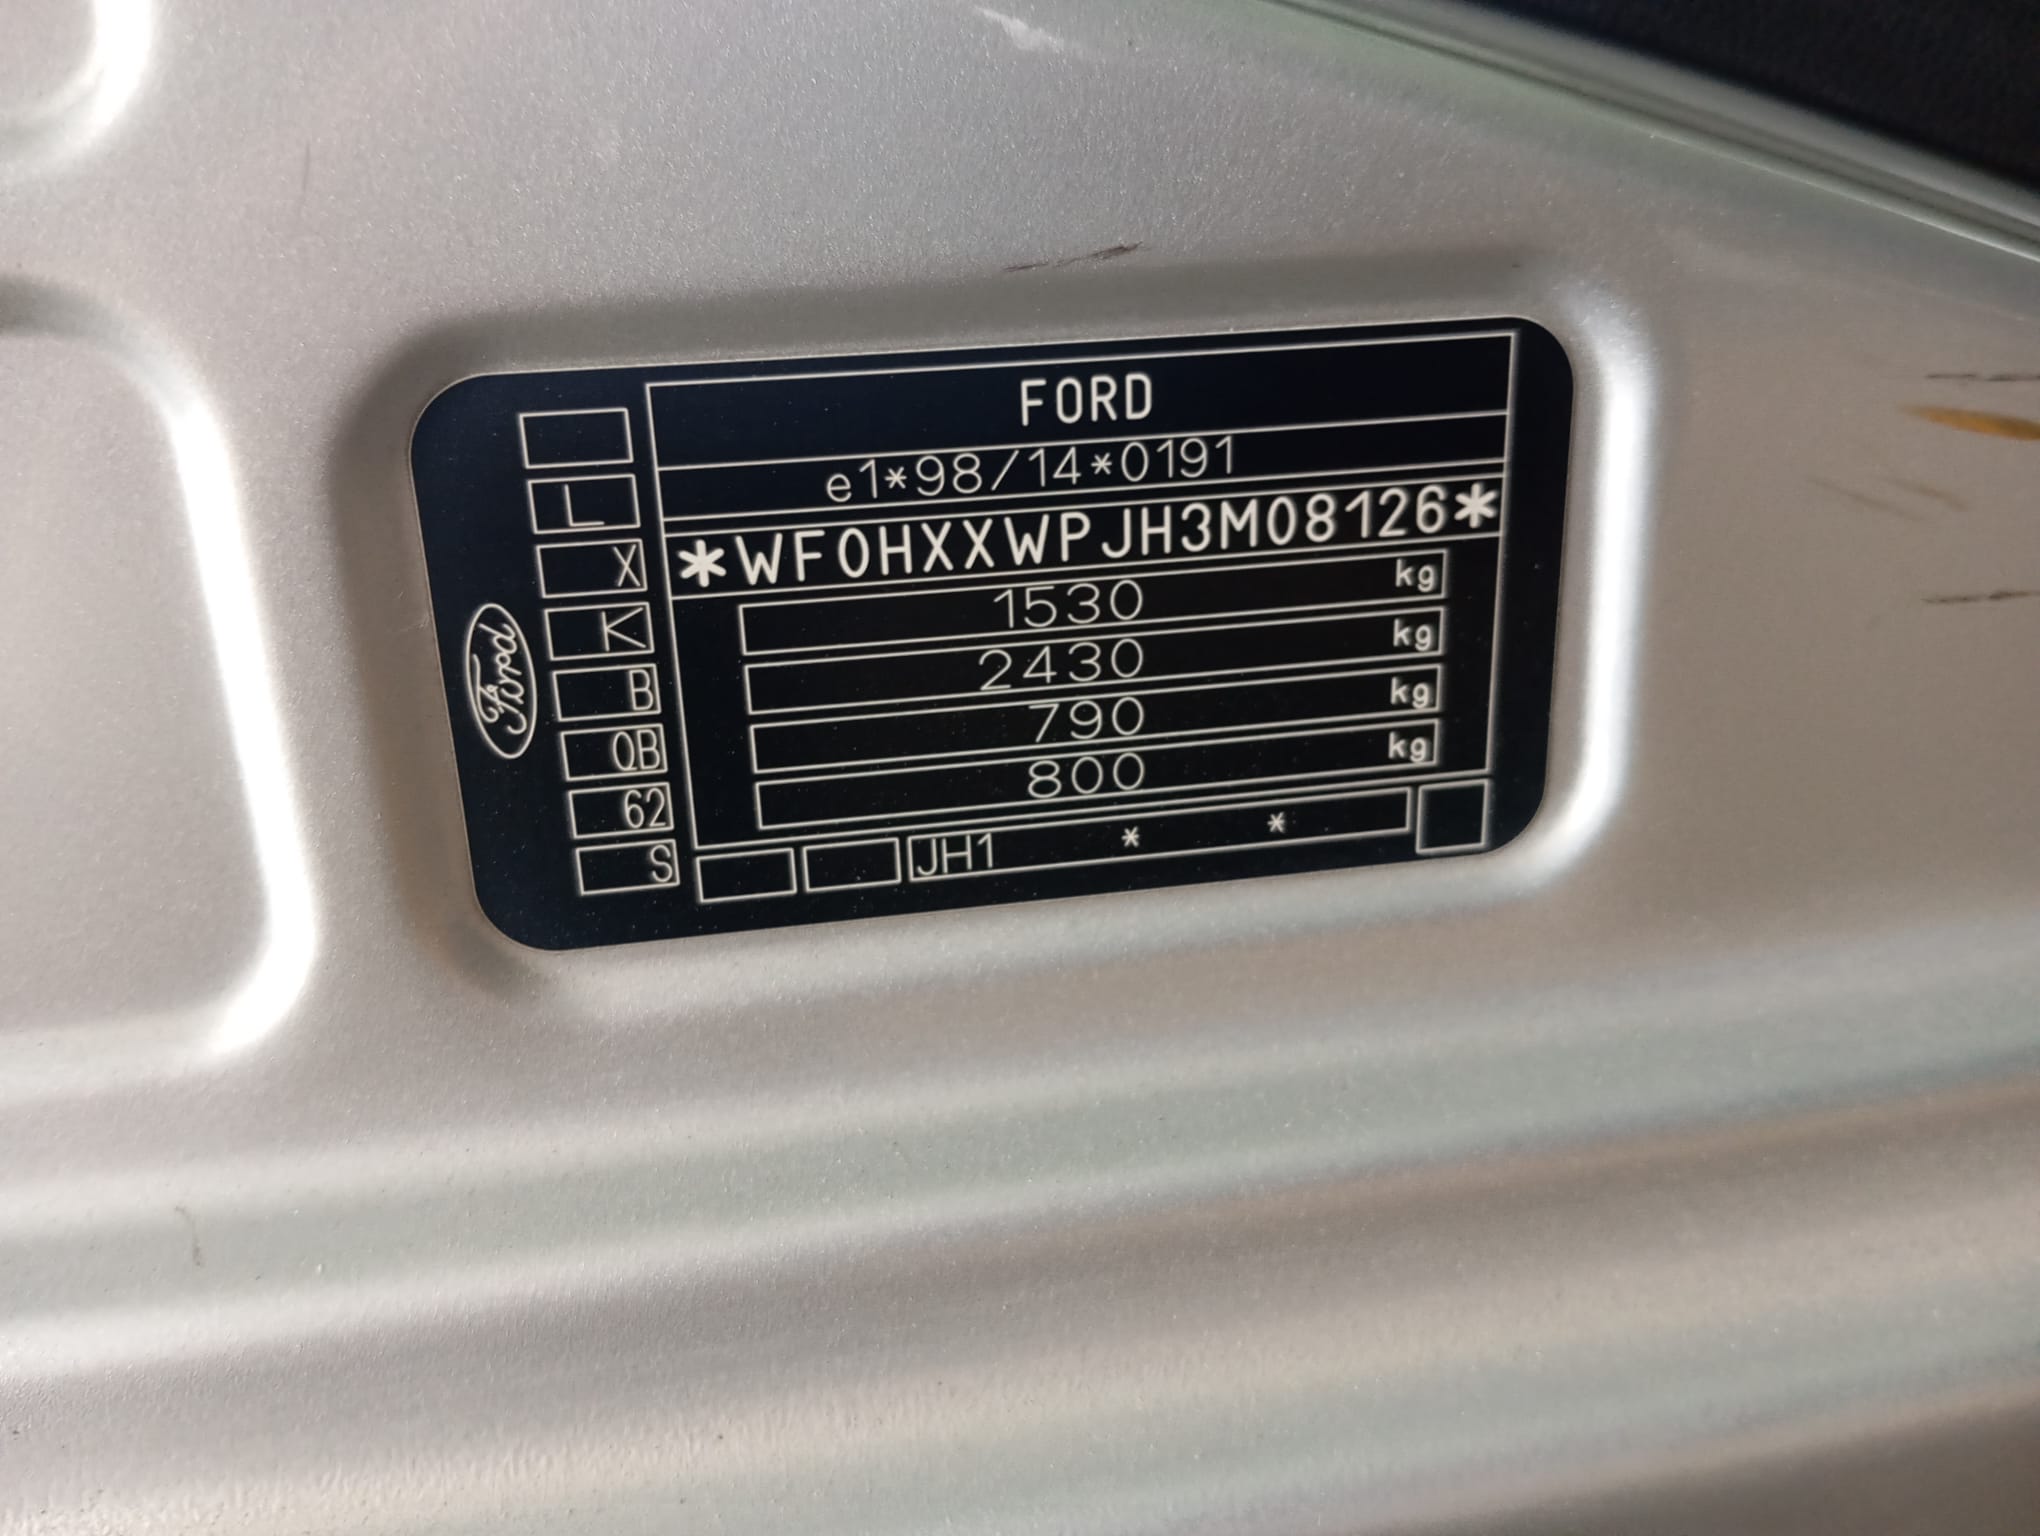 FORD
e1*98/14*0191
*WF0HXXWPJH3M08126*
1530 kg
2430 kg
790 kg
800 kg
JH1 * *
L
X
K
B
QB
62
S
Ford